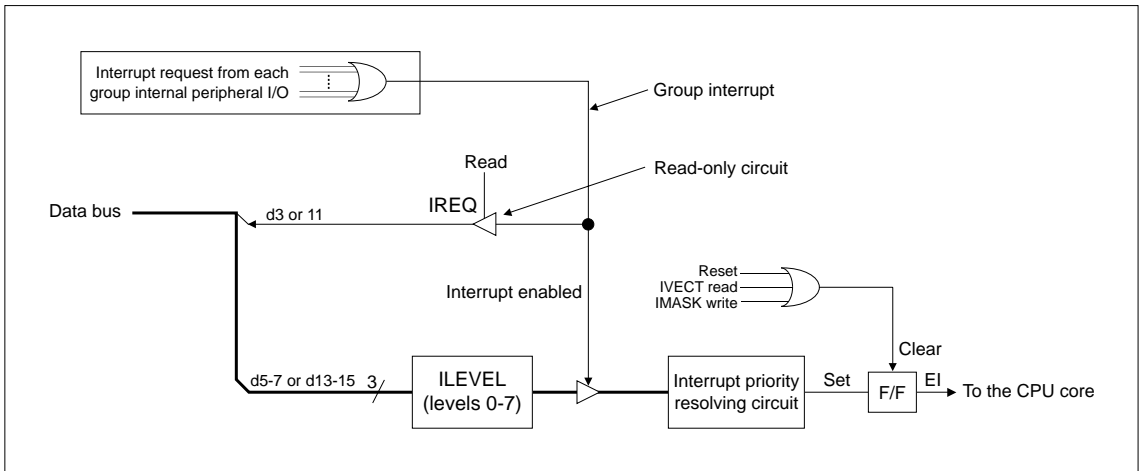 Interrupt request from each
group internal peripheral I/O
Group interrupt
Read
Read-only circuit
IREQ
Data bus
d3 or 11
Reset
IVECT read
IMASK write
Interrupt enabled
Clear
d5-7 or d13-15
3
ILEVEL
(levels 0-7)
Interrupt priority
resolving circuit
Set
F/F
EI
To the CPU core